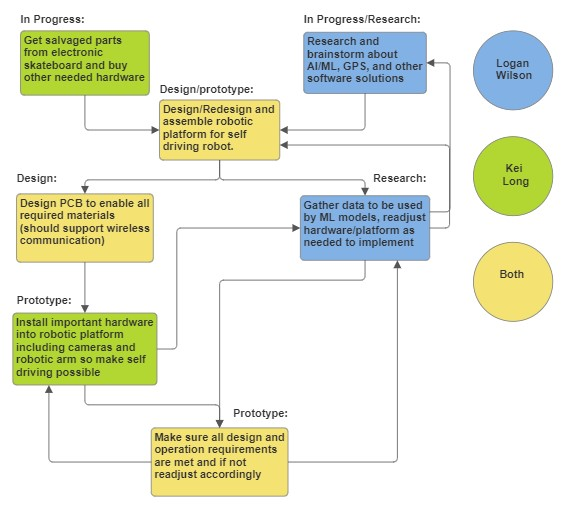 In Progress:
Get salvaged parts
from electronic
skateboard and buy
other needed hardware
In Progress/Research:
Research and
brainstorm about
AI/ML, GPS, and other
software solutions
Logan
Wilson
Design/prototype:
Design/Redesign and
assemble robotic
platform for self
driving robot.
Kei
Long
Design:
Design PCB to enable all
required materials
(should support wireless
communication)
Research:
Gather data to be used
by ML models, readjust
hardware/platform as
needed to implement
Both
Prototype:
Install important hardware
into robotic platform
including cameras and
robotic arm so make self
driving possible
Prototype:
Make sure all design and
operation requirements
are met and if not
readjust accordingly